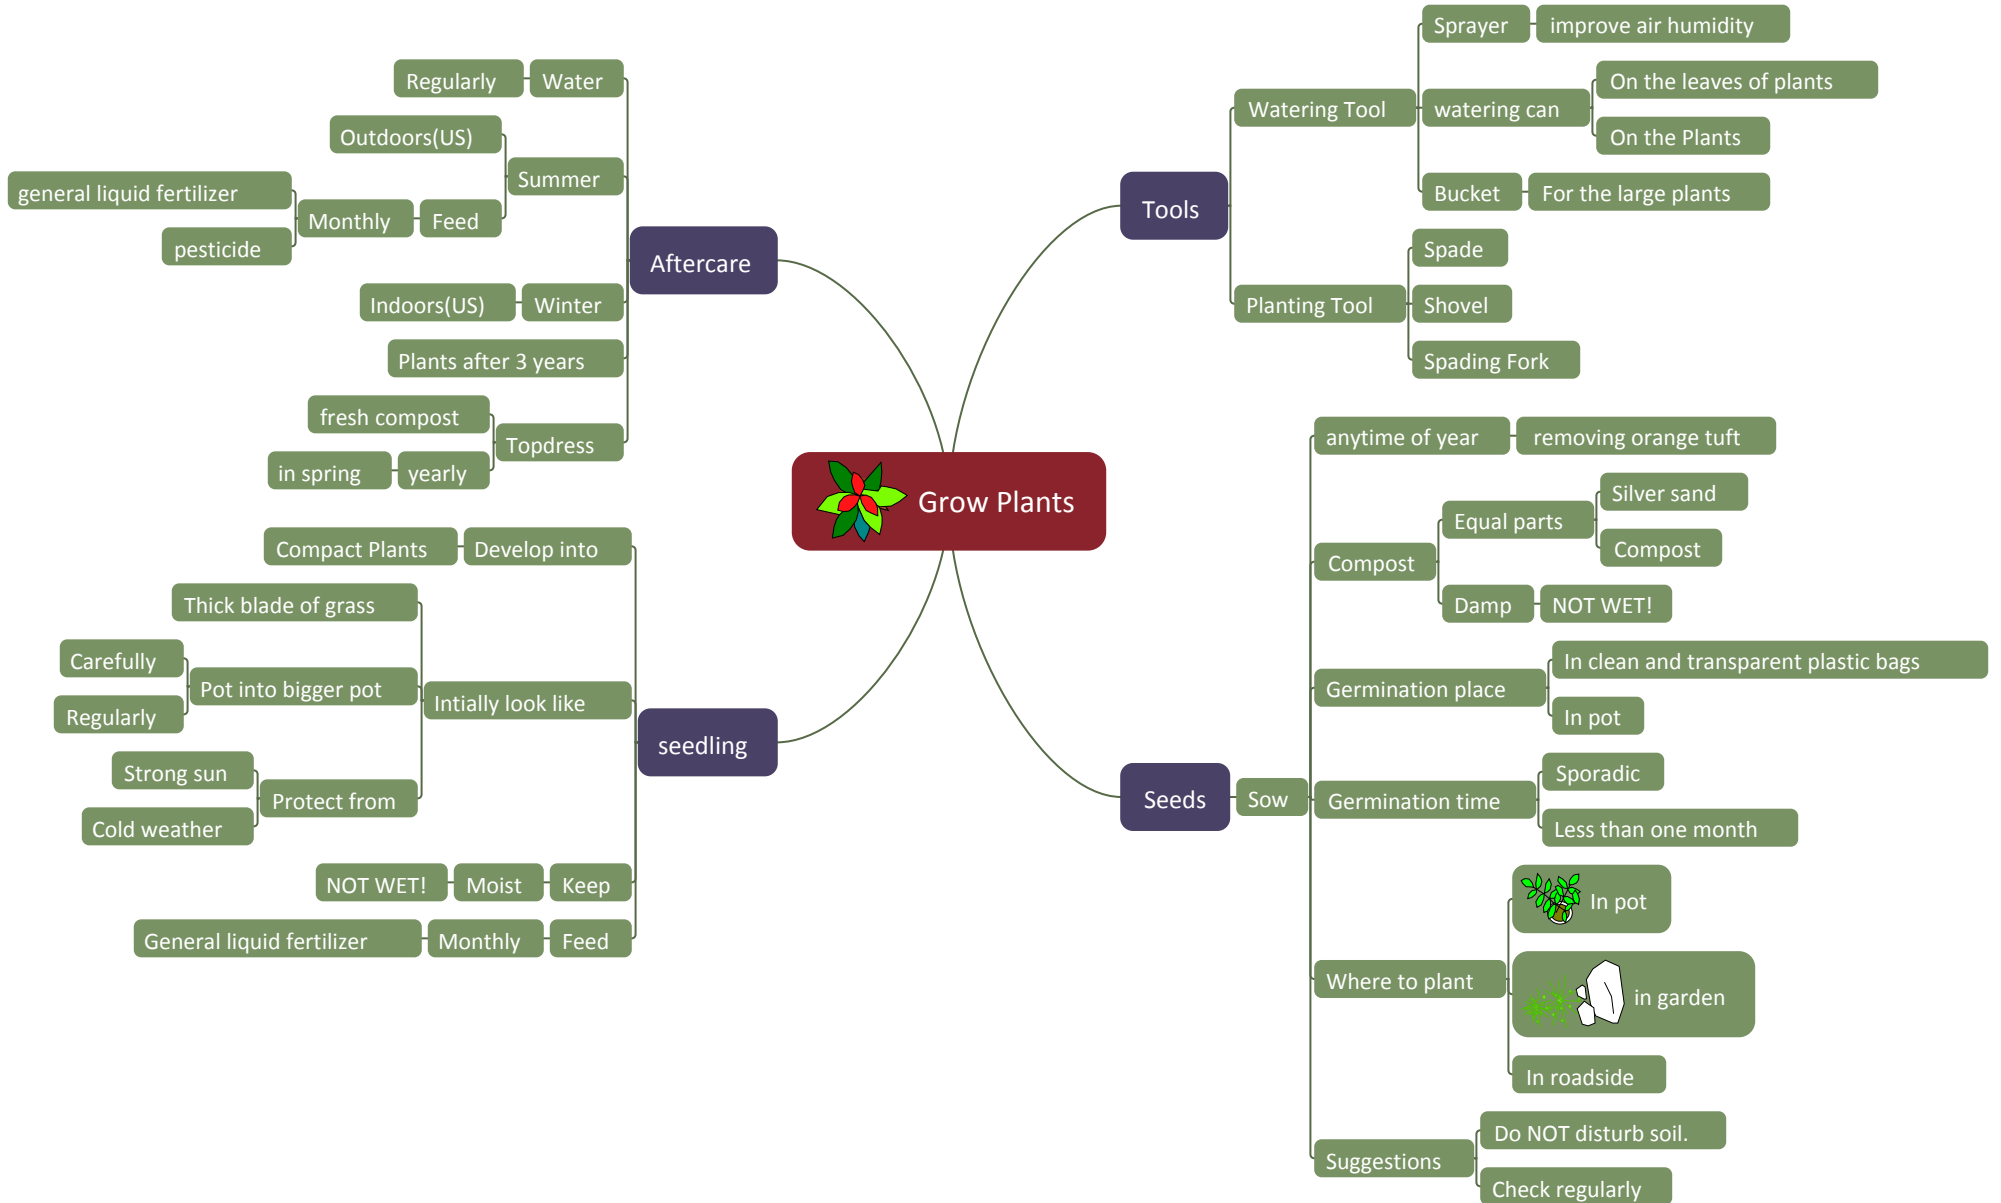 Grow Plants
Tools
Watering Tool
Sprayer
improve air humidity
watering can
On the leaves of plants
On the Plants
Bucket
For the large plants
Planting Tool
Spade
Shovel
Spading Fork
Seeds
Sow
anytime of year
removing orange tuft
Compost
Equal parts
Silver sand
Compost
Damp
NOT WET!
Germination place
In clean and transparent plastic bags
In pot
Germination time
Sporadic
Less than one month
Where to plant
In pot
in garden
In roadside
Suggestions
Do NOT disturb soil.
Check regularly
Aftercare
Water
Regularly
Summer
Outdoors(US)
Feed
Monthly
general liquid fertilizer
pesticide
Winter
Indoors(US)
Plants after 3 years
Topdress
fresh compost
yearly
in spring
seedling
Develop into
Compact Plants
Intially look like
Thick blade of grass
Pot into bigger pot
Carefully
Regularly
Protect from
Strong sun
Cold weather
Keep
Moist
NOT WET!
Feed
Monthly
General liquid fertilizer